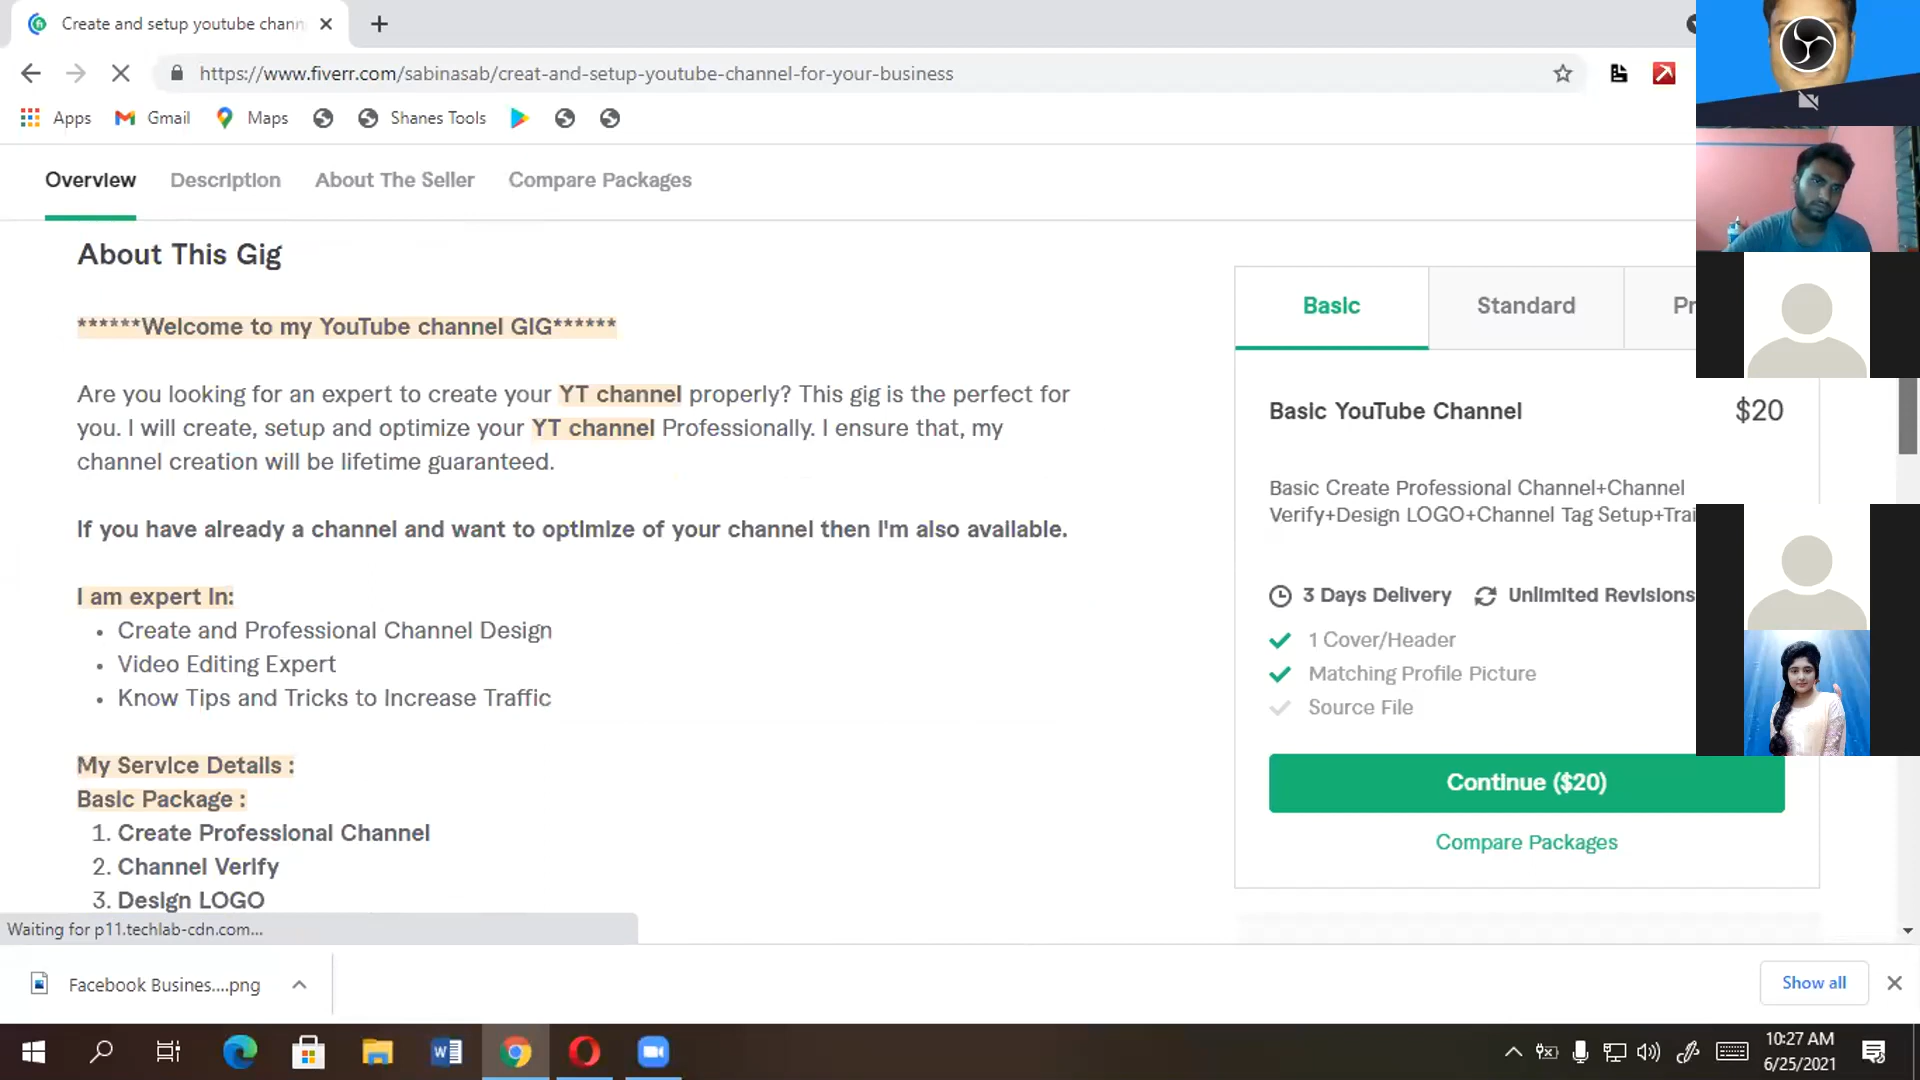 Create and setup youtube chann
https://www.fiverr.com/sabinasab/creat-and-setup-youtube-channel-for-your-business
Apps
Gmail
Maps
Shanes Tools
Overview
Description
About The Seller
Compare Packages
About This Gig
******Welcome to my YouTube channel GIG******
Are you looking for an expert to create your YT channel properly? This gig is the perfect for
you. I will create, setup and optimize your YT channel Professionally. I ensure that, my
channel creation will be lifetime guaranteed.
If you have already a channel and want to optimize of your channel then I'm also available.
I am expert In:
• Create and Professional Channel Design
• Video Editing Expert
• Know Tips and Tricks to Increase Traffic
My Service Details :
Basic Package :
1. Create Professional Channel
2. Channel Verify
3. Design LOGO
Basic
Standard
Pr
Basic YouTube Channel
$20
Basic Create Professional Channel+Channel
Verify+Design LOGO+Channel Tag Setup+Trai
3 Days Delivery
Unlimited Revisions
1 Cover/Header
Matching Profile Picture
Source File
Continue ($20)
Compare Packages
Waiting for p11.techlab-cdn.com...
Facebook Busines....png
Show all
10:27 AM
6/25/2021